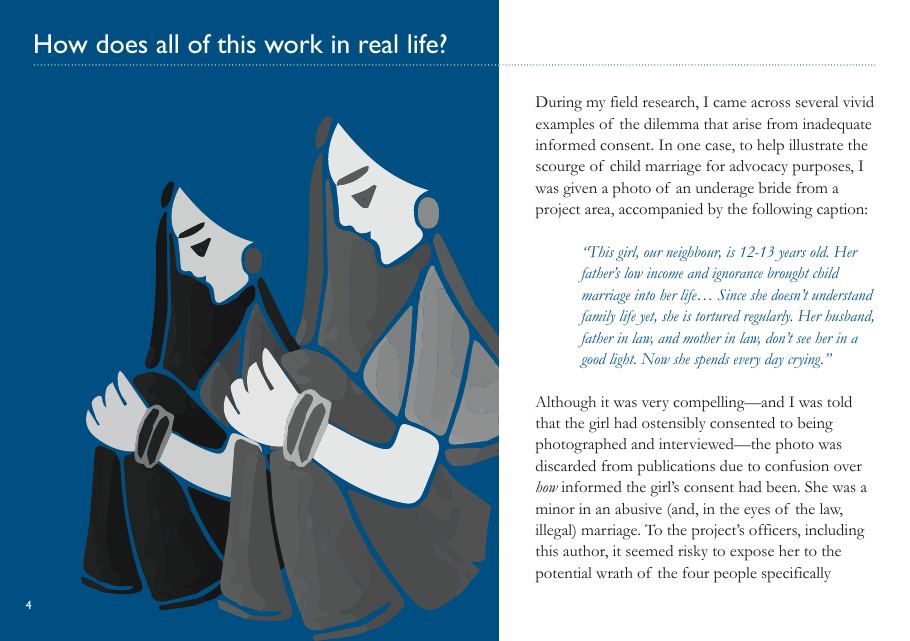 How does all of this work in real life?
During my field research, I came across several vivid
examples of the dilemma that arise from inadequate
informed consent. In one case, to help illustrate the
scourge of child marriage for advocacy purposes, I
was given a photo of an underage bride from a
project area, accompanied by the following caption:
“This girl, our neighbour, is 12-13 years old. Her
father’s low income and ignorance brought child
marriage into her life… Since she doesn’t understand
family life yet, she is tortured regularly. Her husband,
father in law, and mother in law, don’t see her in a
good light. Now she spends every day crying.”
Although it was very compelling—and I was told
that the girl had ostensibly consented to being
photographed and interviewed—the photo was
discarded from publications due to confusion over
how informed the girl’s consent had been. She was a
minor in an abusive (and, in the eyes of the law,
illegal) marriage. To the project’s officers, including
this author, it seemed risky to expose her to the
potential wrath of the four people specifically
4